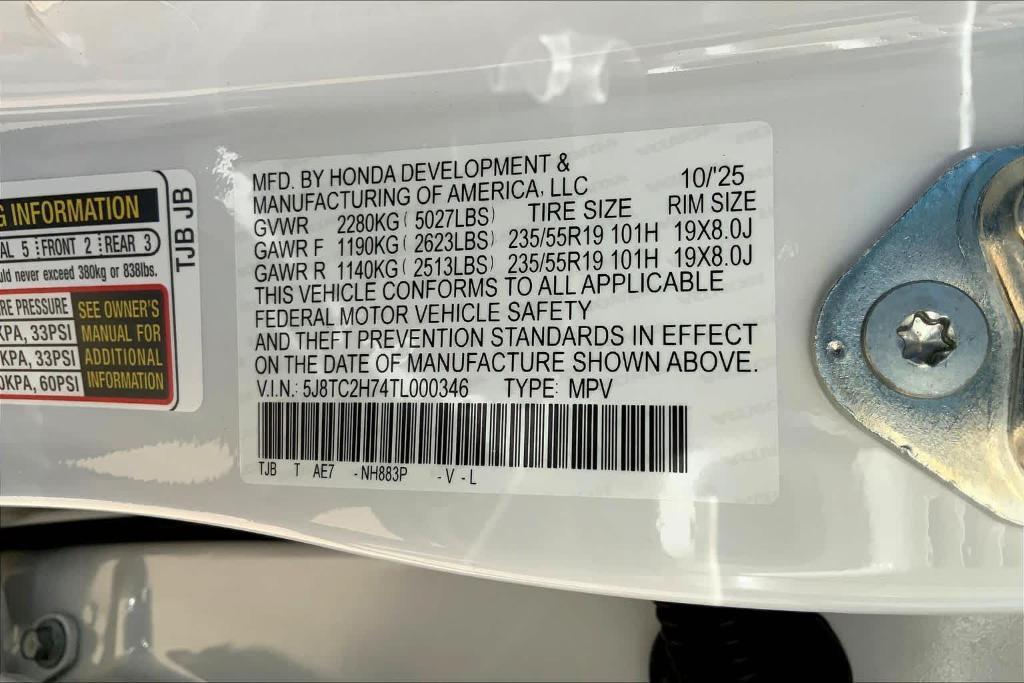 G INFORMATION
AL 5 FRONT 2 REAR 3
uld never exceed 380kg or 838lbs.
RE PRESSURE
KPA, 33PSI
KPA, 33PSI
0KPA, 60PSI
SEE OWNER'S
MANUAL FOR
ADDITIONAL
INFORMATION
TJB JB
MFD. BY HONDA DEVELOPMENT &
MANUFACTURING OF AMERICA, LLC 10/'25
GVWR 2280KG(5027LBS) TIRE SIZE RIM SIZE
GAWR F 1190KG(2623LBS) 235/55R19 101H 19X8.0J
GAWR R 1140KG(2513LBS) 235/55R19 101H 19X8.0J
THIS VEHICLE CONFORMS TO ALL APPLICABLE
FEDERAL MOTOR VEHICLE SAFETY
AND THEFT PREVENTION STANDARDS IN EFFECT
ON THE DATE OF MANUFACTURE SHOWN ABOVE.
V.I.N.: 5J8TC2H74TL000346 TYPE: MPV
TJB T AE7 -NH883P -V-L